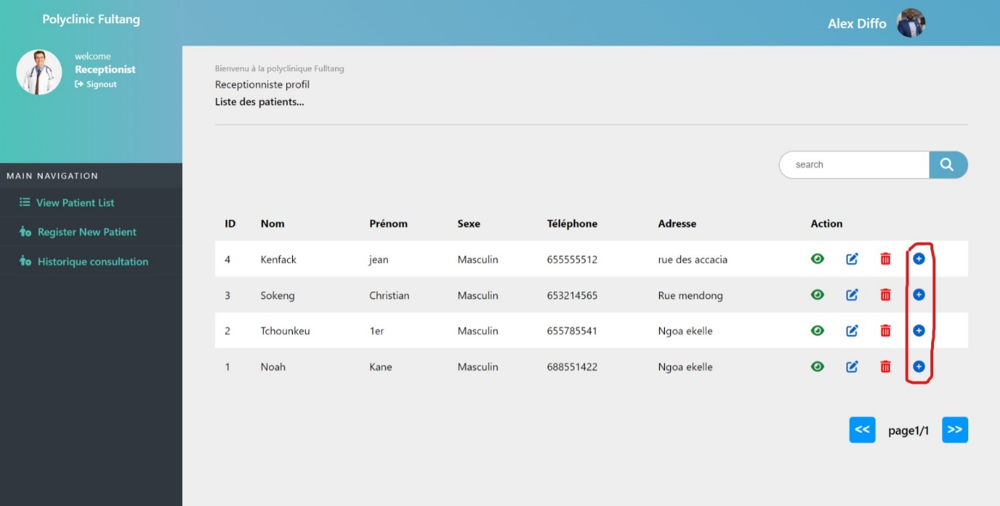 Polyclinic Fultang
Alex Diffo
welcome
Receptionist
Signout
MAIN NAVIGATION
View Patient List
Register New Patient
Historique consultation
Bienvenu à la polyclinique Fulltang
Receptionniste profil
Liste des patients...
search
ID Nom Prénom Sexe Téléphone Adresse Action
4 Kenfack jean Masculin 655555512 rue des accacia
3 Sokeng Christian Masculin 653214565 Rue mendong
2 Tchounkeu 1er Masculin 655785541 Ngoa ekelle
1 Noah Kane Masculin 688551422 Ngoa ekelle
<< page1/1 >>